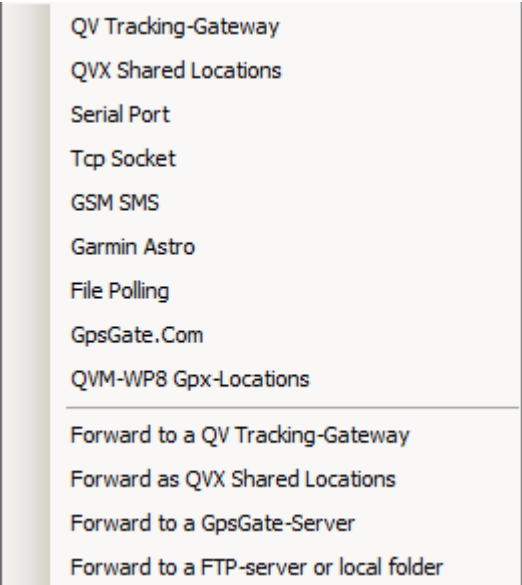 QV Tracking-Gateway
QVX Shared Locations
Serial Port
Tcp Socket
GSM SMS
Garmin Astro
File Polling
GpsGate.Com
QVM-WP8 Gpx-Locations
Forward to a QV Tracking-Gateway
Forward as QVX Shared Locations
Forward to a GpsGate-Server
Forward to a FTP-server or local folder